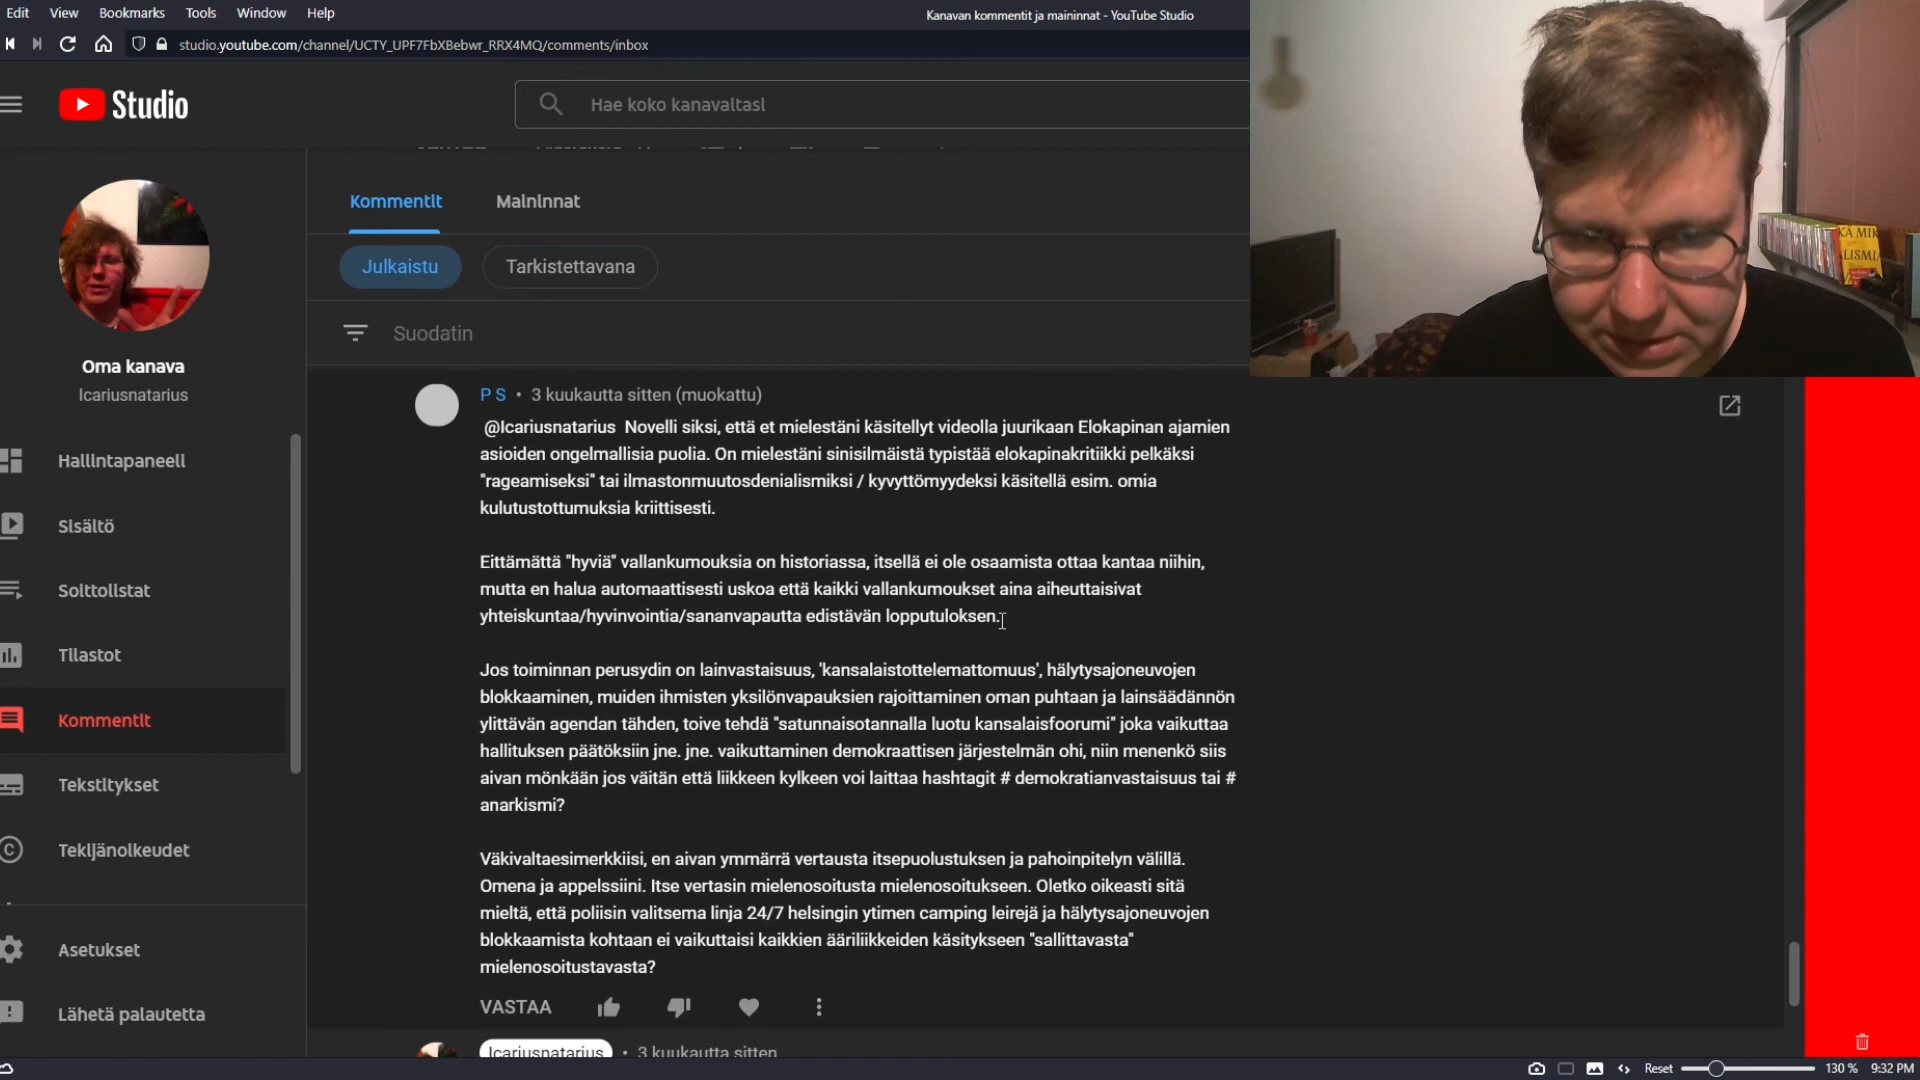 Edit View Bookmarks Tools Window Help
Kanavan kommentit ja maininnat - YouTube Studio
studio.youtube.com/channel/UCTY_UPF7FbXBebwr_RRX4MQ/comments/inbox
Studio
Hae koko kanavaltasi
Oma kanava
Icariusnatarius
Hallintapaneeli
Sisältö
Soittolistat
Tilastot
Kommentit
Tekstitykset
Tekijänoikeudet
Asetukset
Lähetä palautetta
Kommentit Maininnat
Julkaistu Tarkistettavana
Suodatin
P S • 3 kuukautta sitten (muokattu)
@Icariusnatarius Novelli siksi, että et mielestäni käsitellyt videolla juurikaan Elokapinan ajamien
asioiden ongelmallisia puolia. On mielestäni sinisilmäistä typistää elokapinakritiikki pelkäksi
"rageamiseksi" tai ilmastonmuutosdenialismiksi / kyvyttömyydeksi käsitellä esim. omia
kulutustottumuksia kriittisesti.
Eittämättä "hyviä" vallankumouksia on historiassa, itsellä ei ole osaamista ottaa kantaa niihin,
mutta en halua automaattisesti uskoa että kaikki vallankumoukset aina aiheuttaisivat
yhteiskuntaa/hyvinvointia/sananvapautta edistävän lopputuloksen.
Jos toiminnan perusydin on lainvastaisuus, 'kansalaistottelemattomuus', hälytysajoneuvojen
blokkaaminen, muiden ihmisten yksilönvapauksien rajoittaminen oman puhtaan ja lainsäädännön
ylittävän agendan tähden, toive tehdä "satunnaisotannalla luotu kansalaisfoorumi" joka vaikuttaa
hallituksen päätöksiin jne. jne. vaikuttaminen demokraattisen järjestelmän ohi, niin menenkö siis
aivan mönkään jos väitän että liikkeen kylkeen voi laittaa hashtagit # demokratianvastaisuus tai #
anarkismi?
Väkivaltaesimerkkiisi, en aivan ymmärrä vertausta itsepuolustuksen ja pahoinpitelyn välillä.
Omena ja appelssiini. Itse vertasin mielenosoitusta mielenosoitukseen. Oletko oikeasti sitä
mieltä, että poliisin valitsema linja 24/7 helsingin ytimen camping leirejä ja hälytysajoneuvojen
blokkaamista kohtaan ei vaikuttaisi kaikkien ääriliikkeiden käsitykseen "sallittavasta"
mielenosoitustavasta?
VASTAA
Icariusnatarius • 3 kuukautta sitten
KÄ MIK
ALISMI
Reset 130 % 9:32 PM